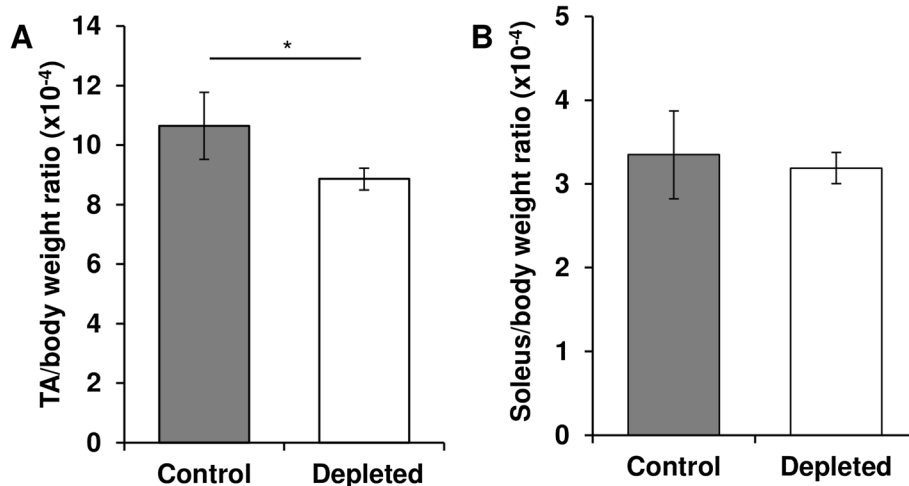 A
TA/body weight ratio (x10⁻⁴)
14
12
10
8
6
4
2
0
*
Control Depleted
B
Soleus/body weight ratio (x10⁻⁴)
5
4
3
2
1
0
Control Depleted